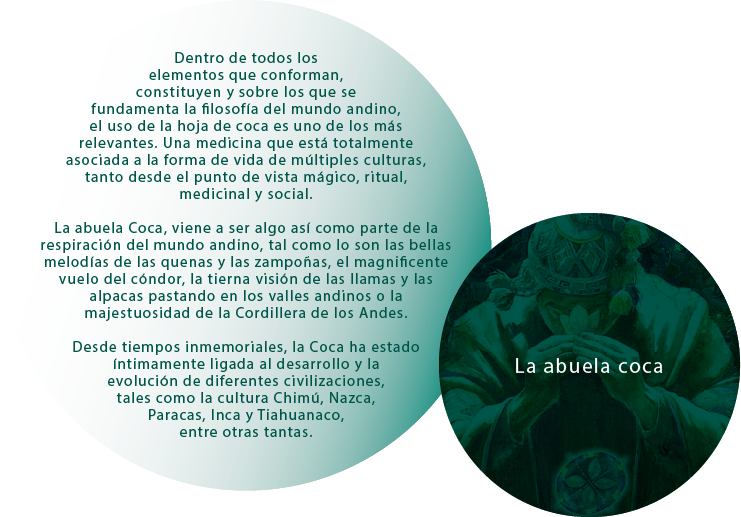 Dentro de todos los
elementos que conforman,
constituyen y sobre los que se
fundamenta la filosofía del mundo andino,
el uso de la hoja de coca es uno de los más
relevantes. Una medicina que está totalmente
asociada a la forma de vida de múltiples culturas,
tanto desde el punto de vista mágico, ritual,
medicinal y social.
La abuela Coca, viene a ser algo así como parte de la
respiración del mundo andino, tal como lo son las bellas
melodías de las quenas y las zampoñas, el magnificente
vuelo del cóndor, la tierna visión de las llamas y las
alpacas pastando en los valles andinos o la
majestuosidad de la Cordillera de los Andes.
Desde tiempos inmemoriales, la Coca ha estado
íntimamente ligada al desarrollo y la
evolución de diferentes civilizaciones,
tales como la cultura Chimú, Nazca,
Paracas, Inca y Tiahuanaco,
entre otras tantas.
La abuela coca